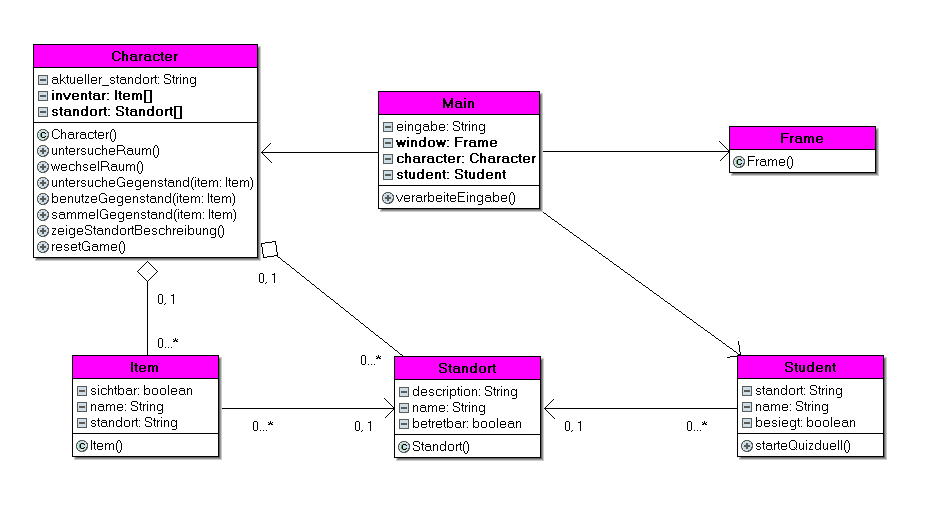 Character
aktueller_standort: String
inventar: Item[]
standort: Standort[]
Character()
untersucheRaum()
wechselRaum()
untersucheGegenstand(item: Item)
benutzeGegenstand(item: Item)
sammelGegenstand(item: Item)
zeigeStandortBeschreibung()
resetGame()
Main
eingabe: String
window: Frame
character: Character
student: Student
verarbeiteEingabe()
Frame
Frame()
0, 1
0, 1
0...*
0...*
Item
sichtbar: boolean
name: String
standort: String
Item()
0...*
0, 1
Standort
description: String
name: String
betretbar: boolean
Standort()
0, 1
0...*
Student
standort: String
name: String
besiegt: boolean
starteQuizduell()